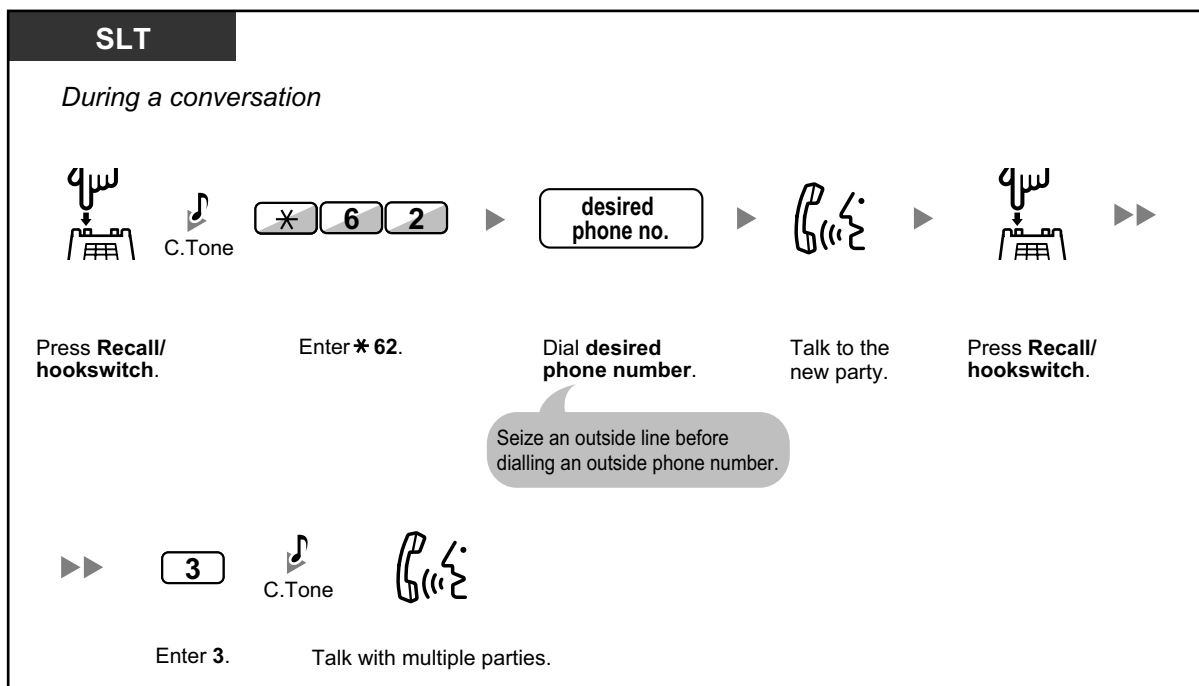 SLT
During a conversation
C.Tone
* 6 2
desired
phone no.
Press Recall/
hookswitch.
Enter * 62.
Dial desired
phone number.
Talk to the
new party.
Press Recall/
hookswitch.
Seize an outside line before
dialling an outside phone number.
3
C.Tone
Enter 3.
Talk with multiple parties.